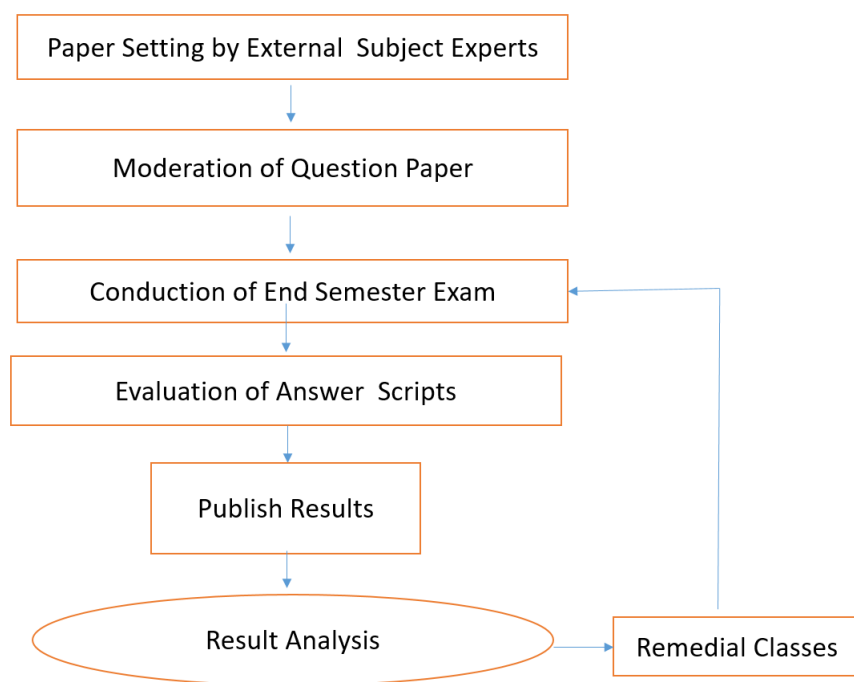 Paper Setting by External Subject Experts
Moderation of Question Paper
Conduction of End Semester Exam
Evaluation of Answer Scripts
Publish Results
Result Analysis
Remedial Classes